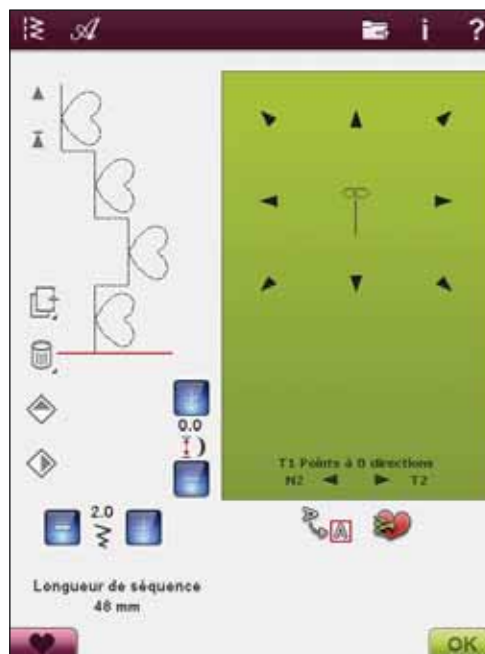 A
i ?
0.0
T1 Points à 8 directions
N2 T2
2.0
A
Longueur de séquence
48 mm
OK